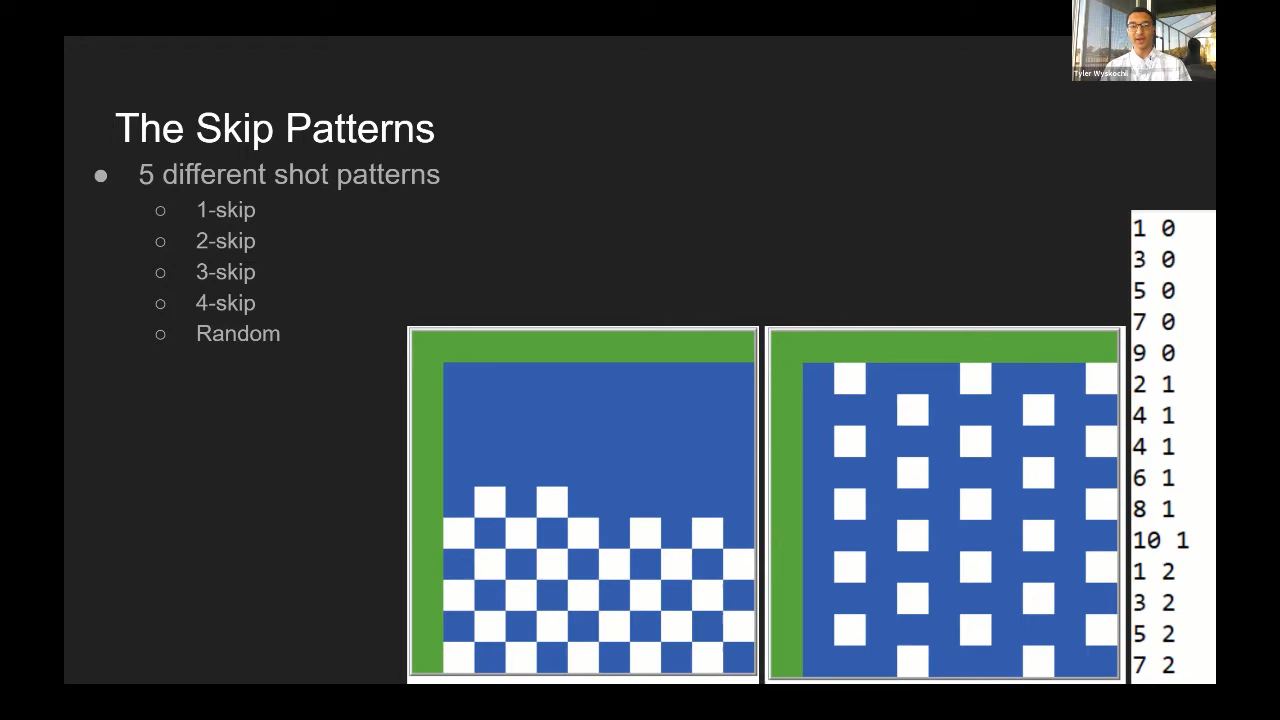 Tyler Wyskochil
The Skip Patterns
● 5 different shot patterns
○ 1-skip
○ 2-skip
○ 3-skip
○ 4-skip
○ Random
1 0
3 0
5 0
7 0
9 0
2 1
4 1
4 1
6 1
8 1
10 1
1 2
3 2
5 2
7 2